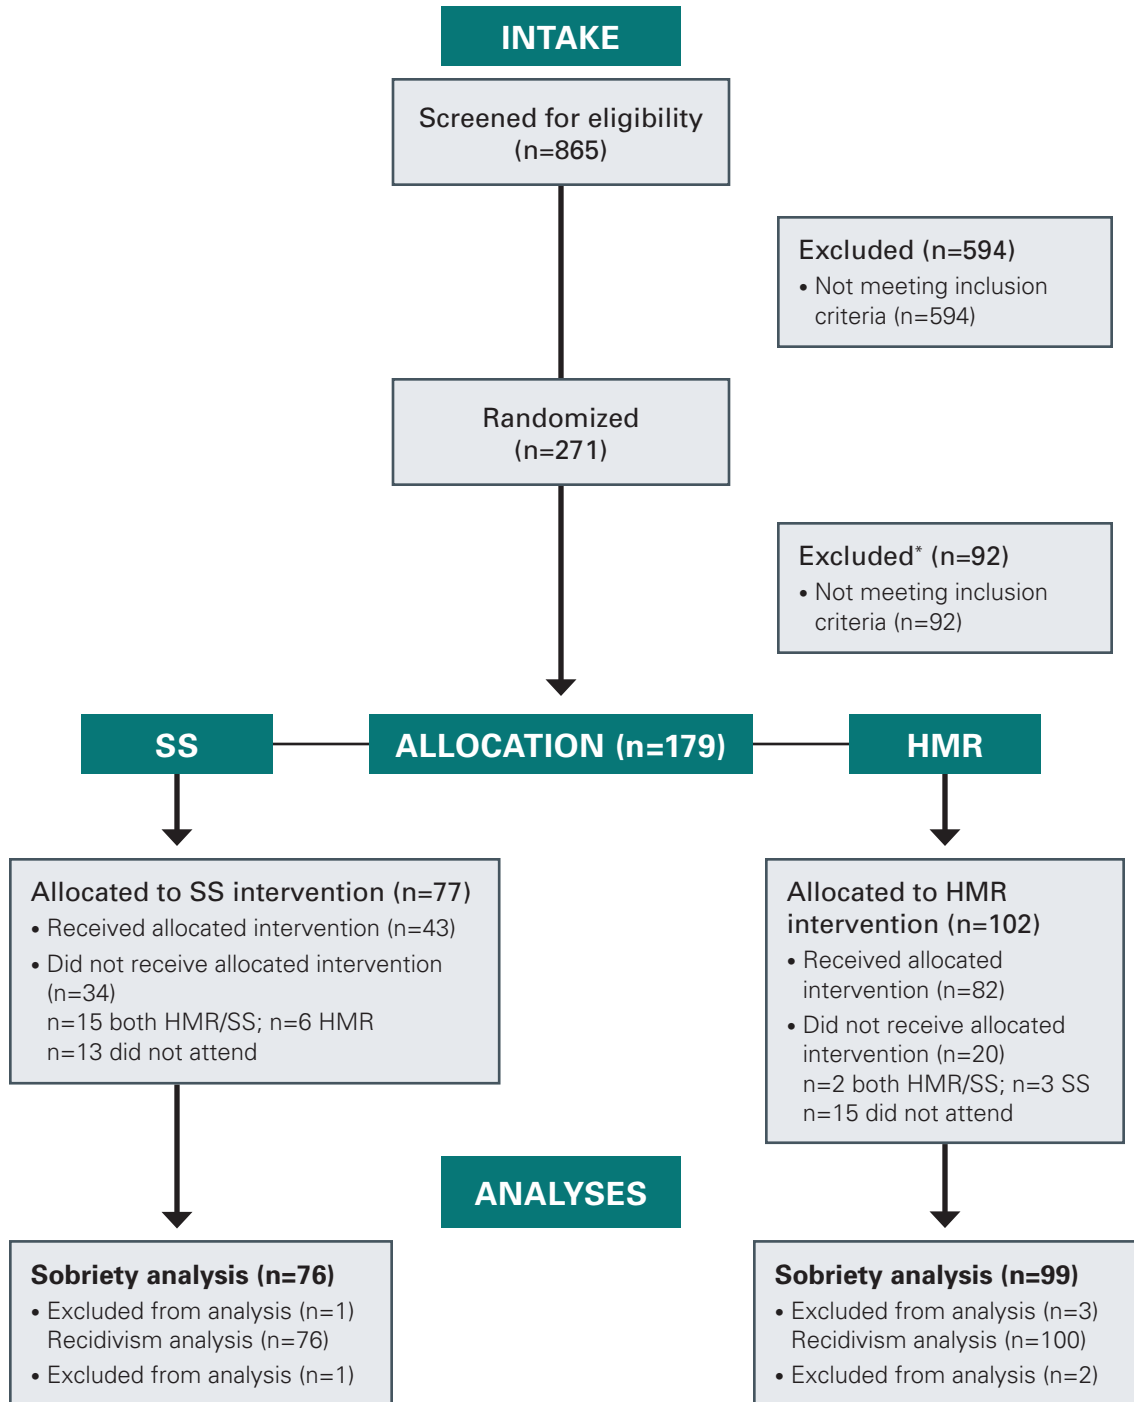 INTAKE
Screened for eligibility
(n=865)
Excluded (n=594)
• Not meeting inclusion
criteria (n=594)
Randomized
(n=271)
Excluded* (n=92)
• Not meeting inclusion
criteria (n=92)
SS
ALLOCATION (n=179)
HMR
Allocated to SS intervention (n=77)
• Received allocated intervention (n=43)
• Did not receive allocated intervention
(n=34)
n=15 both HMR/SS; n=6 HMR
n=13 did not attend
Allocated to HMR
intervention (n=102)
• Received allocated
intervention (n=82)
• Did not receive allocated
intervention (n=20)
n=2 both HMR/SS; n=3 SS
n=15 did not attend
ANALYSES
Sobriety analysis (n=76)
• Excluded from analysis (n=1)
Recidivism analysis (n=76)
• Excluded from analysis (n=1)
Sobriety analysis (n=99)
• Excluded from analysis (n=3)
Recidivism analysis (n=100)
• Excluded from analysis (n=2)